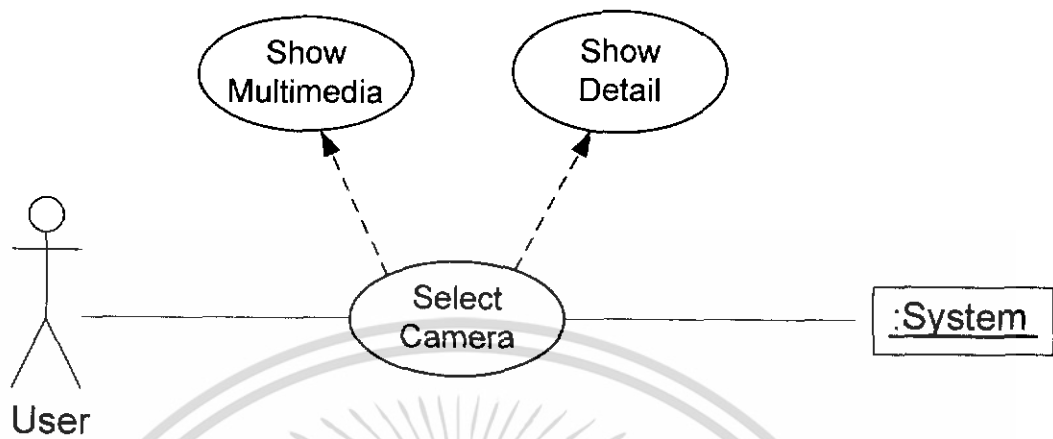 Show
Multimedia
Show
Detail
Select
Camera
:System
User